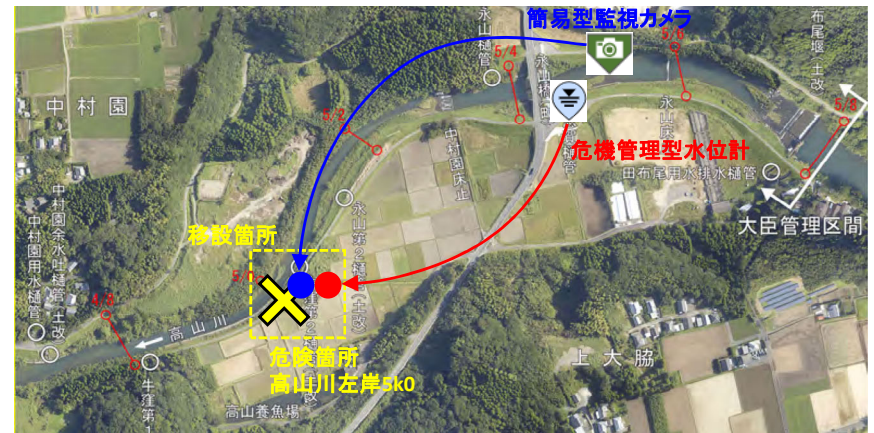 簡易型監視カメラ
布尾堰(土改)
永山樋管
5/4
5/6
5/8
中村園
5/2
中村園床止
永山床
危機管理型水位計
田布尾用水排水樋管
大臣管理区間
中村園余水吐樋管(土改)
中村園用水樋管
移設箇所
永山第2樋管(土改)
5/0
4/8
高山川
危険箇所
高山川左岸5k0
上大脇
牛窪第1
高山養魚場